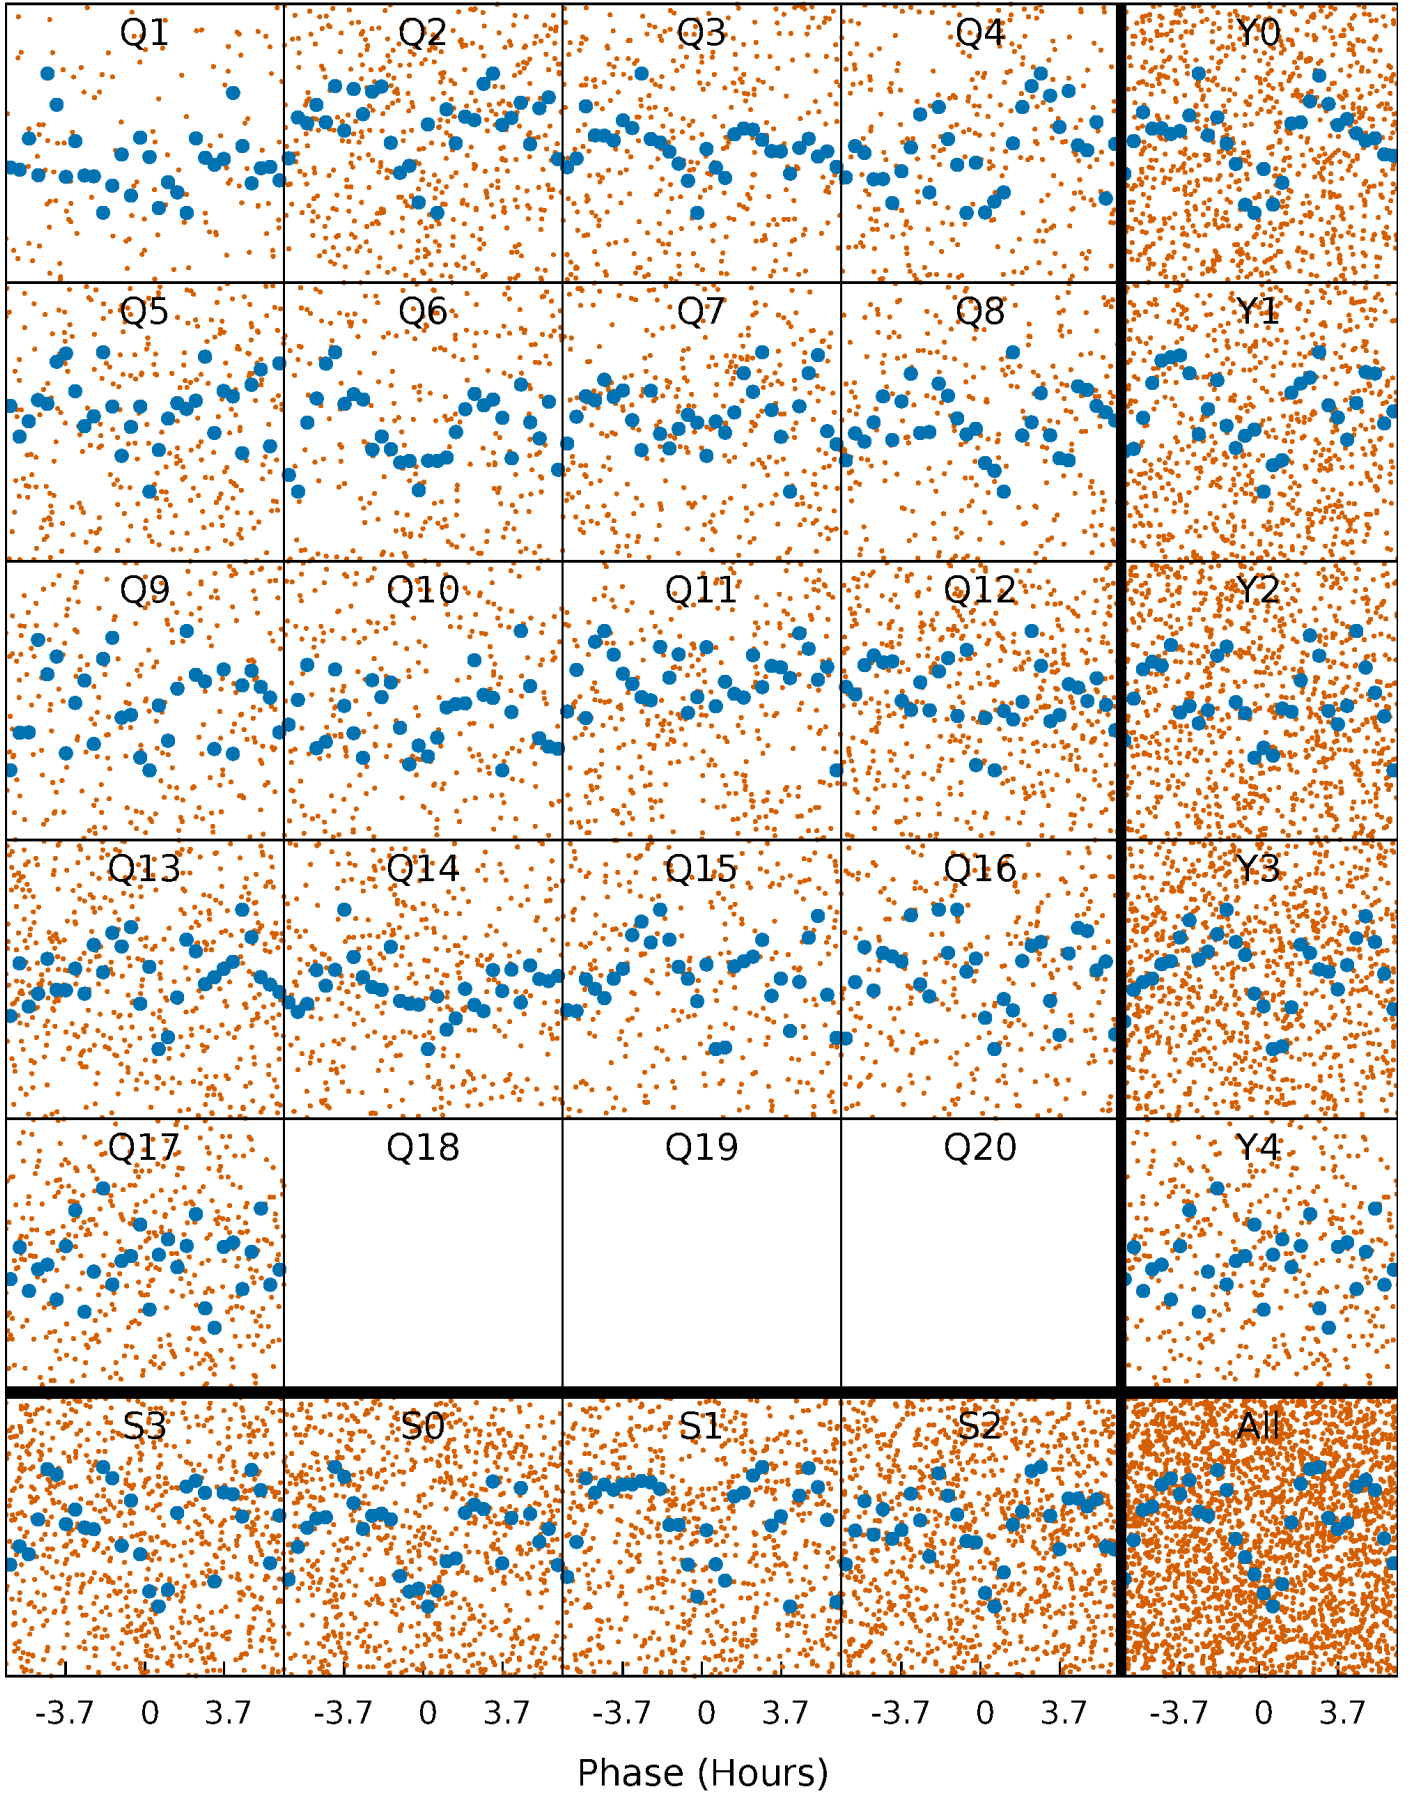 Q1 Q2 Q3 Q4 Y0
Q5 Q6 Q7 Q8 Y1
Q9 Q10 Q11 Q12 Y2
Q13 Q14 Q15 Q16 Y3
Q17 Q18 Q19 Q20 Y4
S3 S0 S1 S2 All
-3.7 0 3.7 -3.7 0 3.7 -3.7 0 3.7 -3.7 0 3.7 -3.7 0 3.7
Phase (Hours)